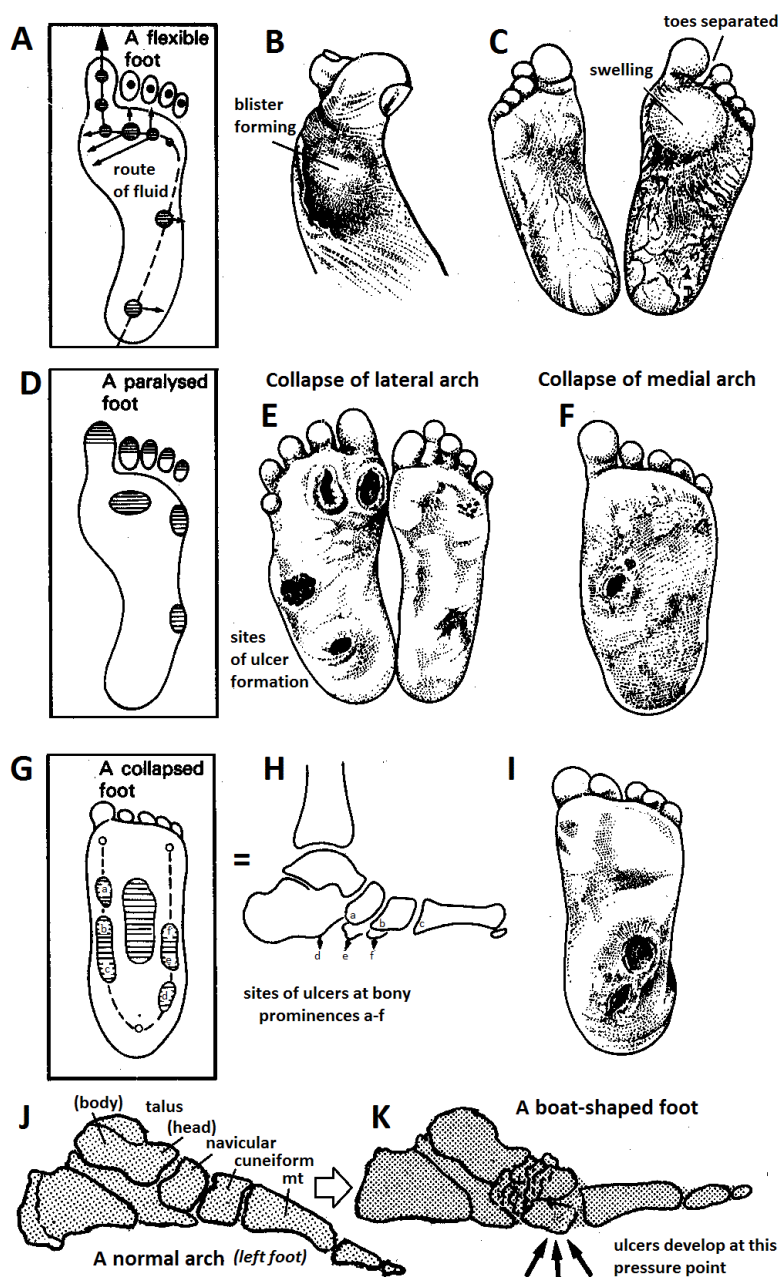 A
A flexible
foot
route
of fluid
B
blister
forming
C
toes separated
swelling
D
A paralysed
foot
Collapse of lateral arch
E
sites
of ulcer
formation
Collapse of medial arch
F
G
A collapsed
foot
a
b
c
f
e
d
=
H
a
b
c
d
e
f
sites of ulcers at bony
prominences a-f
I
J
(body)
talus
(head)
navicular
cuneiform
mt
A normal arch (left foot)
K
A boat-shaped foot
ulcers develop at this
pressure point